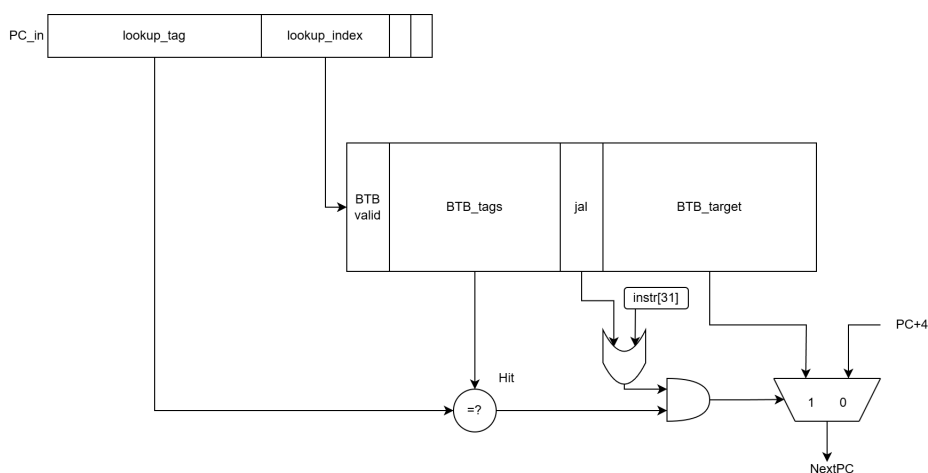 PC_in
lookup_tag
lookup_index
BTB
valid
BTB_tags
jal
BTB_target
instr[31]
PC+4
Hit
=?
1
0
NextPC